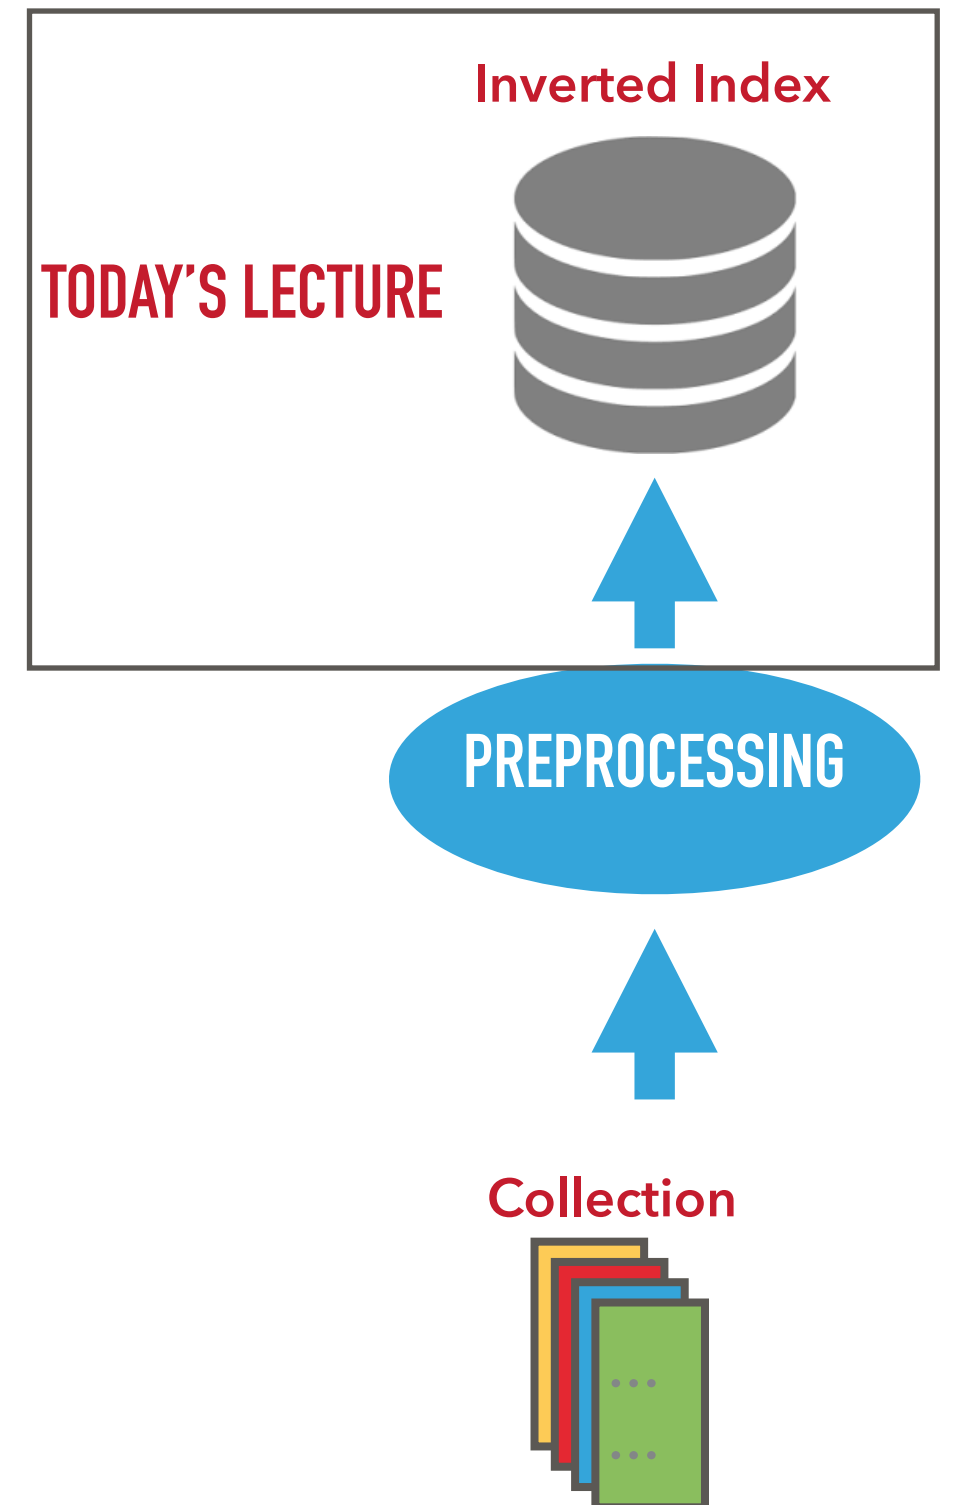 Inverted Index
TODAY'S LECTURE
PREPROCESSING
Collection
...
...